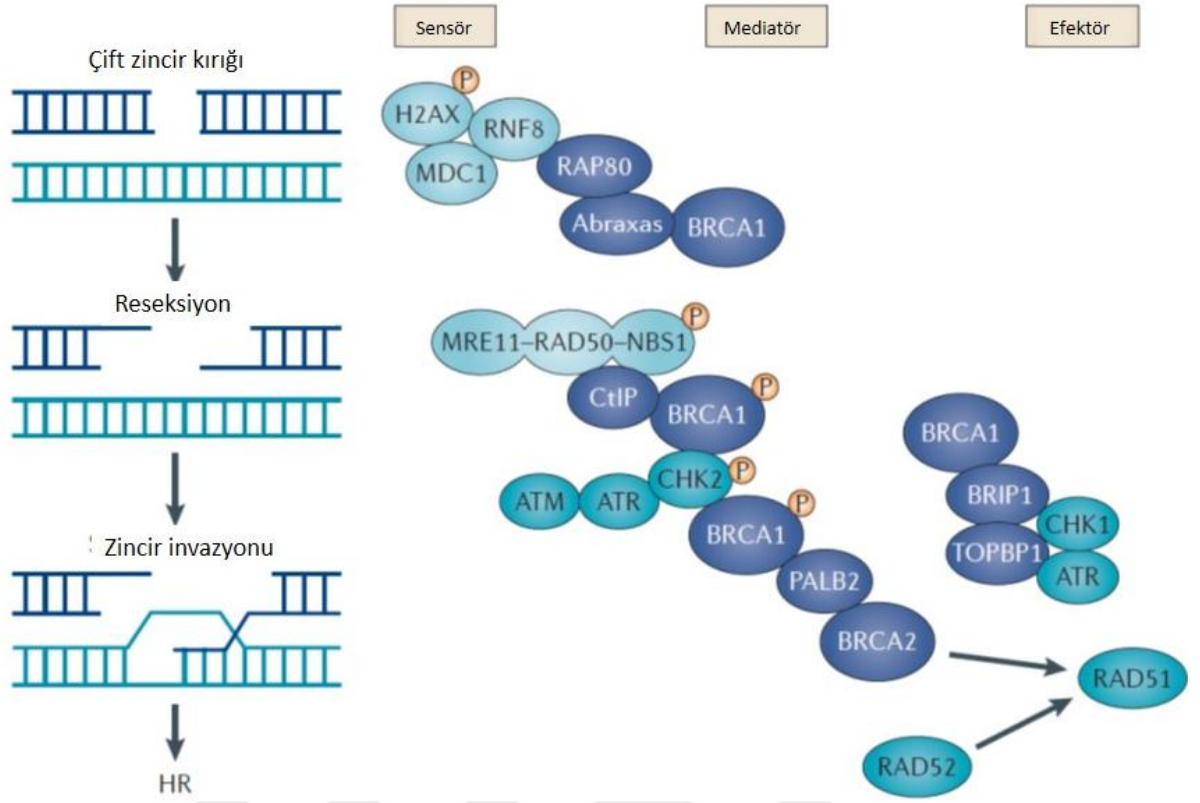 Sensör
Mediatör
Efektör
Çift zincir kırığı
P
H2AX
RNF8
MDC1
RAP80
Abraxas
BRCA1
Reseksiyon
P
MRE11–RAD50–NBS1
CtIP
BRCA1
P
BRCA1
CHK2
P
ATM
ATR
BRCA1
P
BRIP1
CHK1
TOPBP1
ATR
Zincir invazyonu
PALB2
BRCA2
RAD51
RAD52
HR